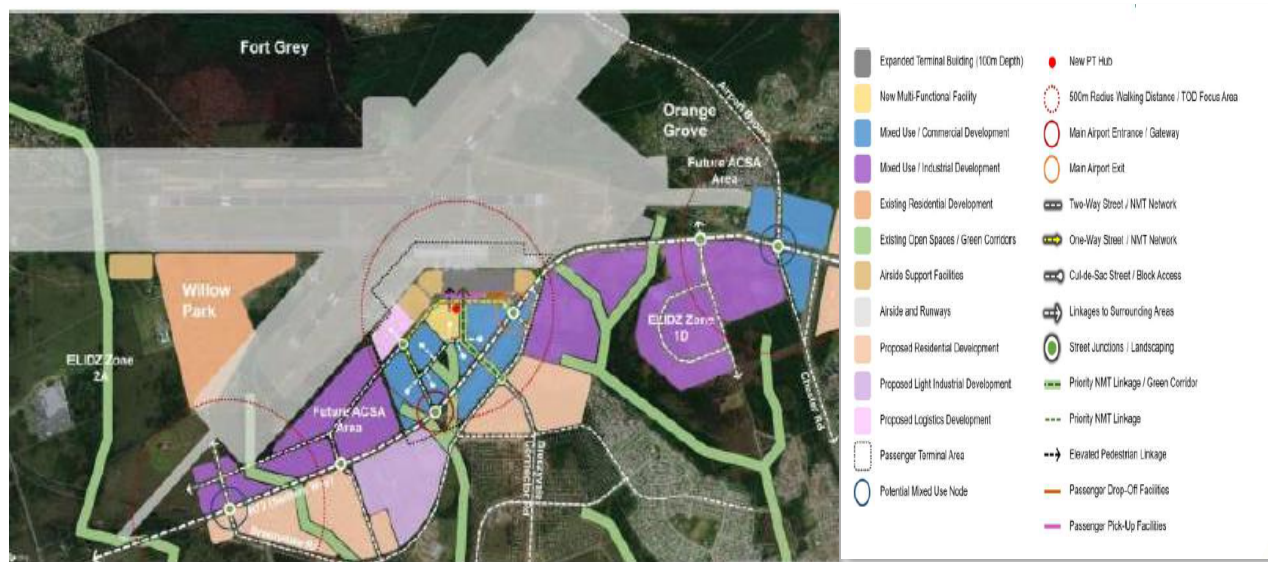 Fort Grey
Orange
Grove
Airport Bypass
Future ACSA
Area
Willow
Park
ELIDZ Zone
2A
ELIDZ Zone
1D
Future ACSA
Area
Chester Rd
Connector Rd
Expanded Terminal Building (100m Depth)
New Multi-Functional Facility
Mixed Use / Commercial Development
Mixed Use / Industrial Development
Existing Residential Development
Existing Open Spaces / Green Corridors
Airside Support Facilities
Airside and Runways
Proposed Residential Development
Proposed Light Industrial Development
Proposed Logistics Development
Passenger Terminal Area
Potential Mixed Use Node
New PT Hub
500m Radius Walking Distance / TOD Focus Area
Main Airport Entrance / Gateway
Main Airport Exit
Two-Way Street / NMT Network
One-Way Street / NMT Network
Cul-de-Sac Street / Block Access
Linkages to Surrounding Areas
Street Junctions / Landscaping
Priority NMT Linkage / Green Corridor
Priority NMT Linkage
Elevated Pedestrian Linkage
Passenger Drop-Off Facilities
Passenger Pick-Up Facilities